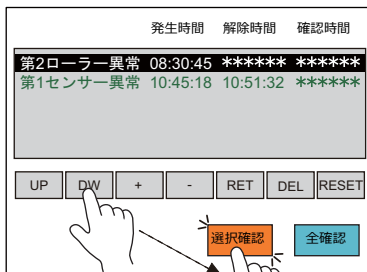 発生時間 解除時間 確認時間
第2ローラー異常 08:30:45 ****** ******
第1センサー異常 10:45:18 10:51:32 ******
UP DW + - RET DEL RESET
選択確認 全確認